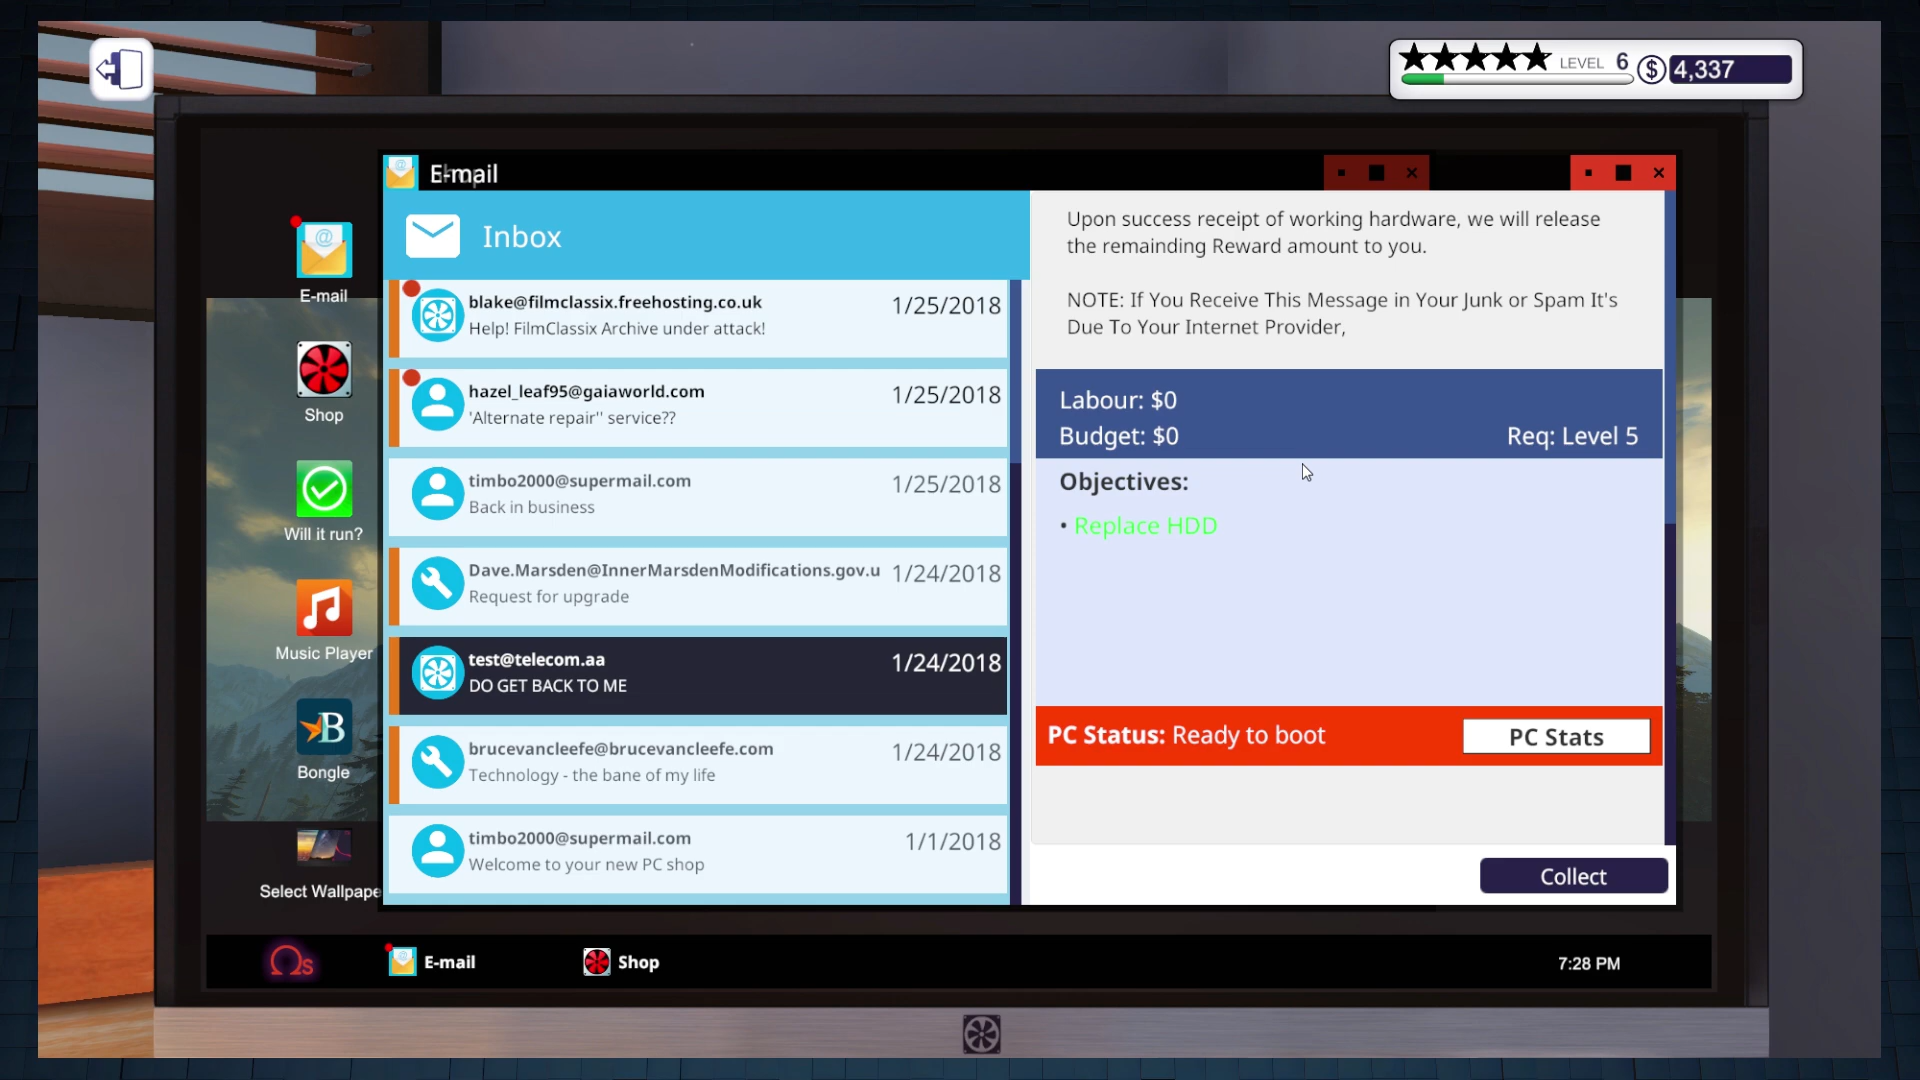 LEVEL 6 $ 4,337
E-mail
Inbox
Upon success receipt of working hardware, we will release
the remainding Reward amount to you.
NOTE: If You Receive This Message in Your Junk or Spam It's
Due To Your Internet Provider,
E-mail
Shop
Will it run?
Music Player
Bongle
Select Wallpape
blake@filmclassix.freehosting.co.uk 1/25/2018
Help! FilmClassix Archive under attack!
hazel_leaf95@gaiaworld.com 1/25/2018
'Alternate repair'' service??
timbo2000@supermail.com 1/25/2018
Back in business
Dave.Marsden@InnerMarsdenModifications.gov.u 1/24/2018
Request for upgrade
test@telecom.aa 1/24/2018
DO GET BACK TO ME
brucevancleefe@brucevancleefe.com 1/24/2018
Technology - the bane of my life
timbo2000@supermail.com 1/1/2018
Welcome to your new PC shop
Labour: $0
Budget: $0 Req: Level 5
Objectives:
• Replace HDD
PC Status: Ready to boot PC Stats
Collect
Ωs E-mail Shop 7:28 PM